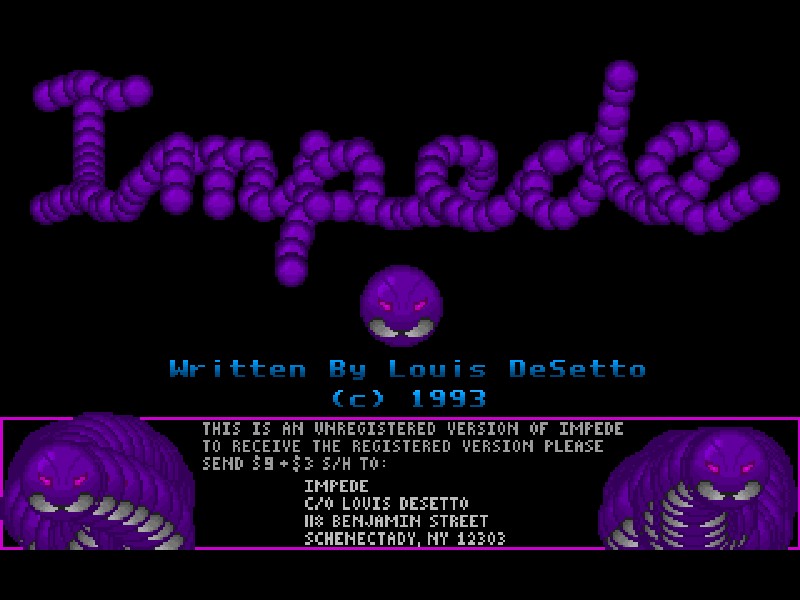 Impede
Written By Louis DeSetto
(c) 1993
THIS IS AN UNREGISTERED VERSION OF IMPEDE
TO RECEIVE THE REGISTERED VERSION PLEASE
SEND $9+$3 S/H TO:
IMPEDE
C/O LOUIS DESETTO
118 BENJAMIN STREET
SCHENECTADY, NY 12303